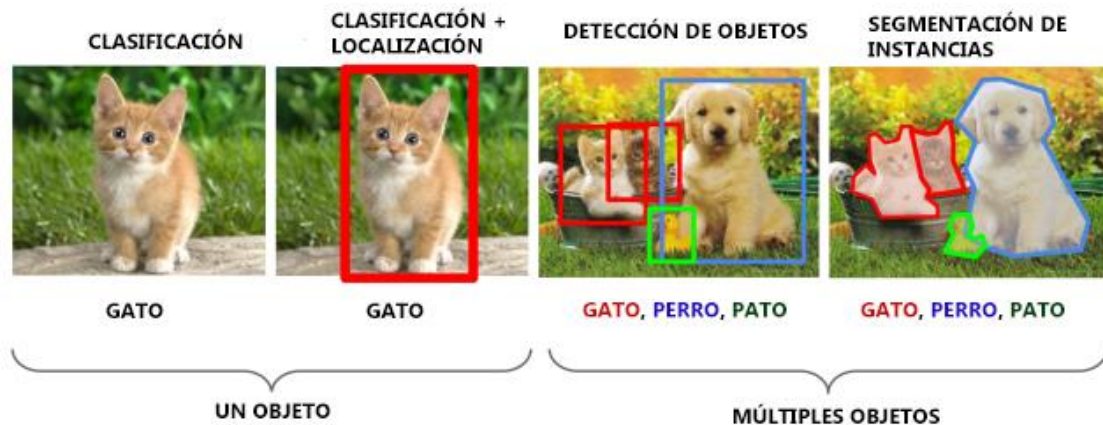 CLASIFICACIÓN
CLASIFICACIÓN +
LOCALIZACIÓN
DETECCIÓN DE OBJETOS
SEGMENTACIÓN DE
INSTANCIAS
GATO
GATO
GATO, PERRO, PATO
GATO, PERRO, PATO
UN OBJETO
MÚLTIPLES OBJETOS